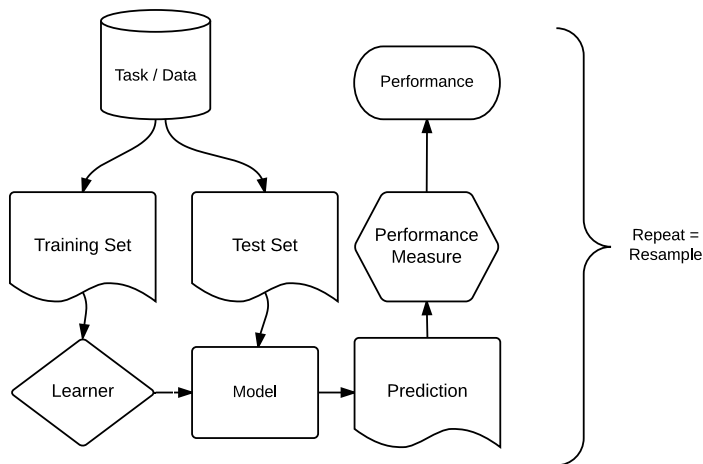 Task / Data
Performance
Training Set
Test Set
Performance
Measure
Repeat =
Resample
Learner
Model
Prediction